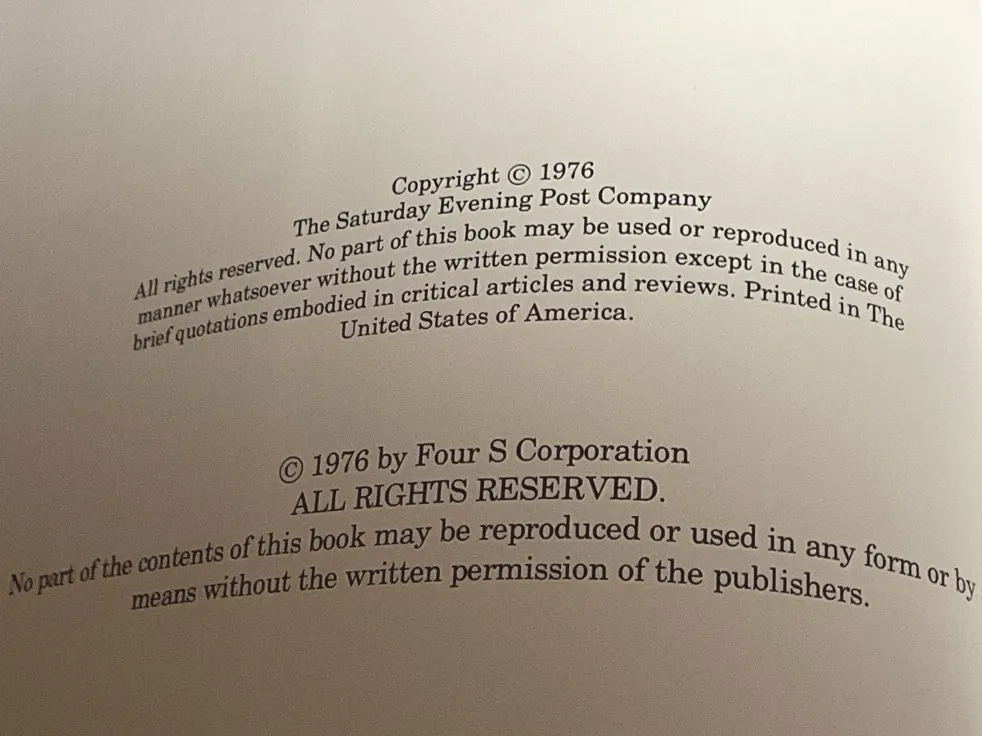 Copyright © 1976
The Saturday Evening Post Company
All rights reserved. No part of this book may be used or reproduced in any
manner whatsoever without the written permission except in the case of
brief quotations embodied in critical articles and reviews. Printed in The
United States of America.
© 1976 by Four S Corporation
ALL RIGHTS RESERVED.
No part of the contents of this book may be reproduced or used in any form or by
means without the written permission of the publishers.